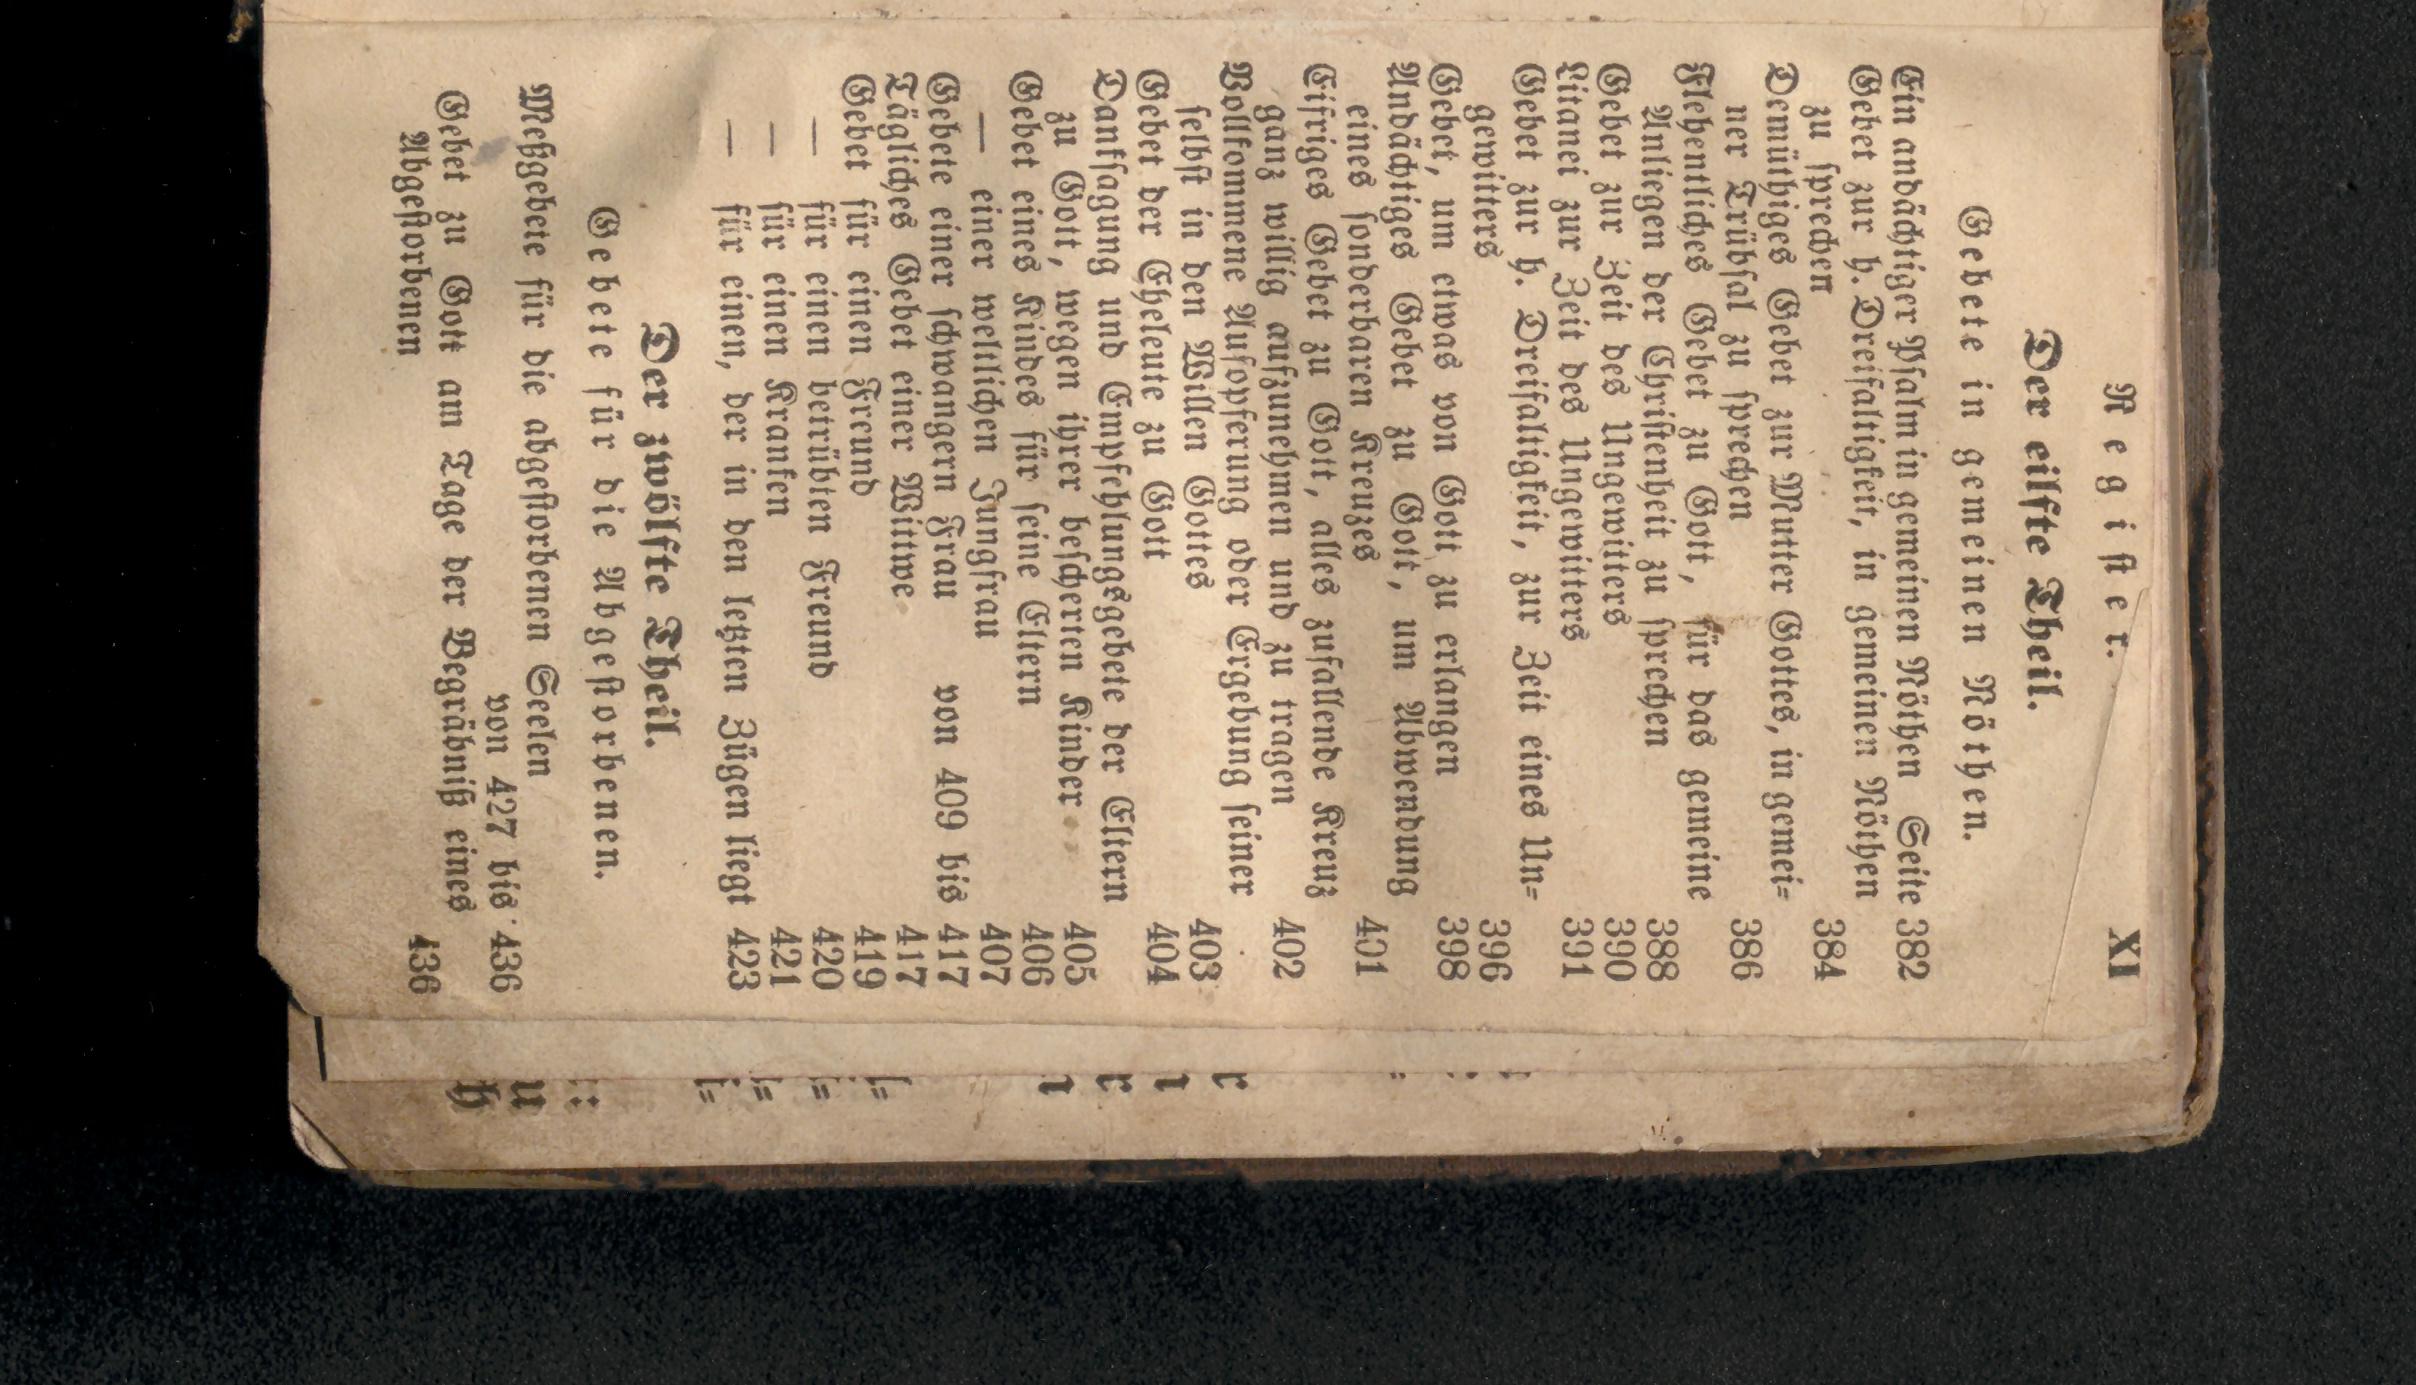 Regiſter. XI
Der eilfte Theil.
Gebete in gemeinen Nöthen.
Ein andächtiger Pſalm in gemeinen Nöthen Seite 382
Gebet zur h. Dreifaltigkeit, in gemeinen Nöthen
zu ſprechen 384
Demüthiges Gebet zur Mutter Gottes, in gemei=
ner Trübſal zu ſprechen 386
Flehentliches Gebet zu Gott, für das gemeine
Anliegen der Chriſtenheit zu ſprechen 388
Gebet zur Zeit des Ungewitters 390
Litanei zur Zeit des Ungewitters 391
Gebet zur h. Dreifaltigkeit, zur Zeit eines Un=
gewitters 396
Gebet, um etwas von Gott zu erlangen 398
Andächtiges Gebet zu Gott, um Abwendung
eines ſonderbaren Kreuzes 401
Eifriges Gebet zu Gott, alles zufallende Kreuz
ganz willig aufzunehmen und zu tragen 402
Vollkommene Aufopferung oder Ergebung ſeiner
ſelbſt in den Willen Gottes 403
Gebet der Eheleute zu Gott 404
Dankſagung und Empfehlungsgebete der Eltern
zu Gott, wegen ihrer beſcherten Kinder 405
Gebet eines Kindes für ſeine Eltern 406
— einer weltlichen Jungfrau 407
Gebete einer ſchwangern Frau von 409 bis 417
Tägliches Gebet einer Wittwe 417
Gebet für einen Freund 419
— für einen betrübten Freund 420
— für einen Kranken 421
— für einen, der in den letzten Zügen liegt 423
Der zwölfte Theil.
Gebete für die Abgeſtorbenen.
Meßgebete für die abgeſtorbenen Seelen
von 427 bis 436
Gebet zu Gott am Tage der Begräbniß eines
Abgeſtorbenen 436